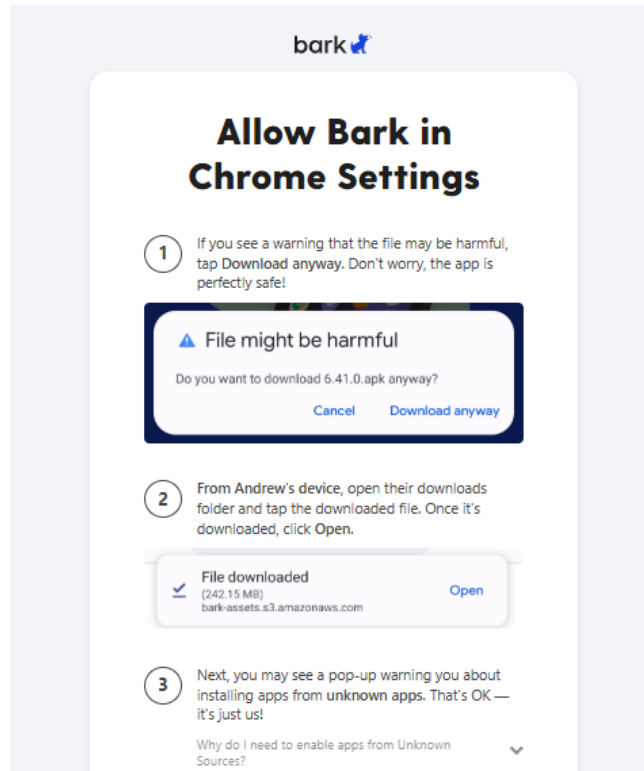 bark
Allow Bark in
Chrome Settings
1
If you see a warning that the file may be harmful,
tap Download anyway. Don't worry, the app is
perfectly safe!
File might be harmful
Do you want to download 6.41.0.apk anyway?
Cancel Download anyway
2
From Andrew's device, open their downloads
folder and tap the downloaded file. Once it's
downloaded, click Open.
File downloaded
(242.15 MB)
bark-assets.s3.amazonaws.com
Open
3
Next, you may see a pop-up warning you about
installing apps from unknown apps. That's OK —
it's just us!
Why do I need to enable apps from Unknown
Sources?